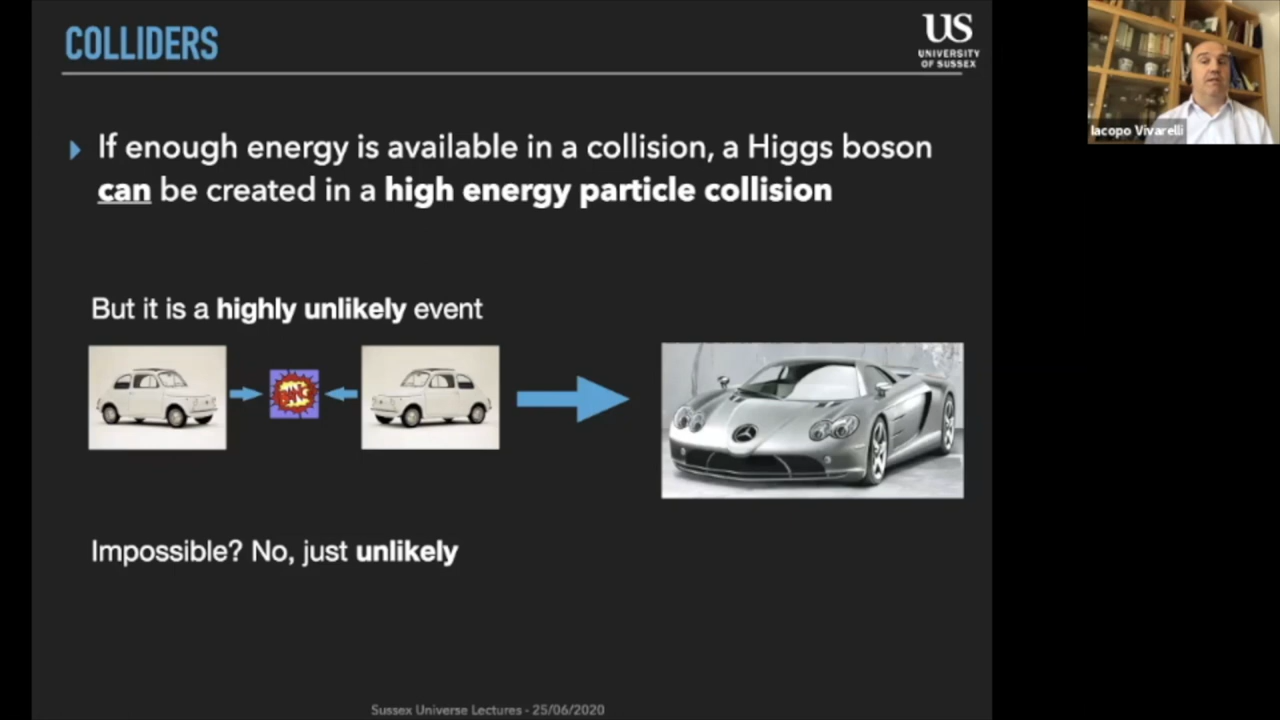 COLLIDERS
US
UNIVERSITY
OF SUSSEX
Iacopo Vivarelli
If enough energy is available in a collision, a Higgs boson
can be created in a high energy particle collision
But it is a highly unlikely event
BANG
Impossible? No, just unlikely
Sussex Universe Lectures - 25/06/2020